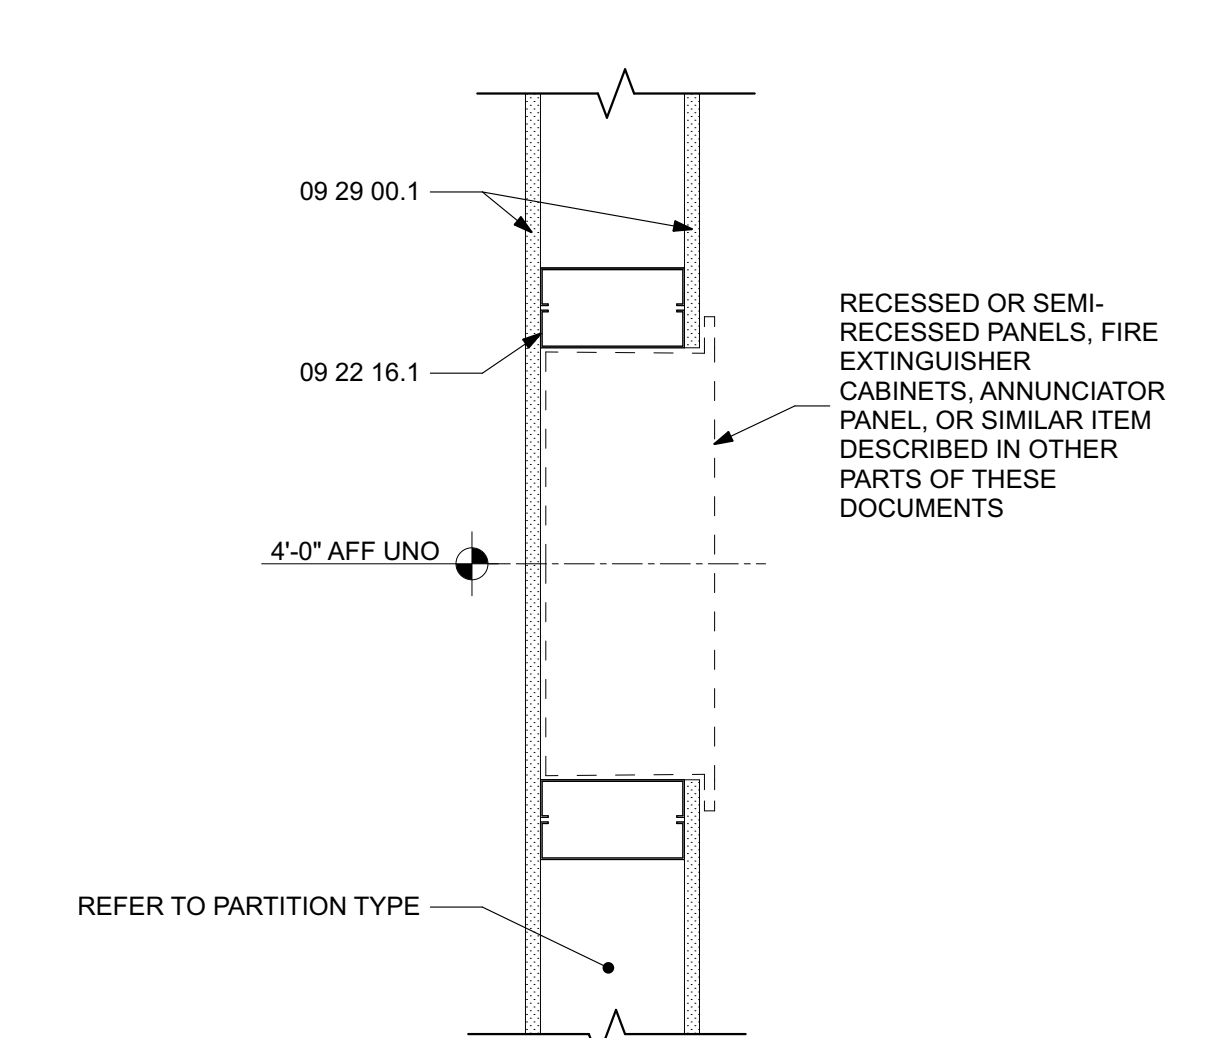 09 29 00.1
RECESSED OR SEMI-
RECESSED PANELS, FIRE
EXTINGUISHER
CABINETS, ANNUNCIATOR
PANEL, OR SIMILAR ITEM
DESCRIBED IN OTHER
PARTS OF THESE
DOCUMENTS
09 22 16.1
4'-0" AFF UNO
REFER TO PARTITION TYPE